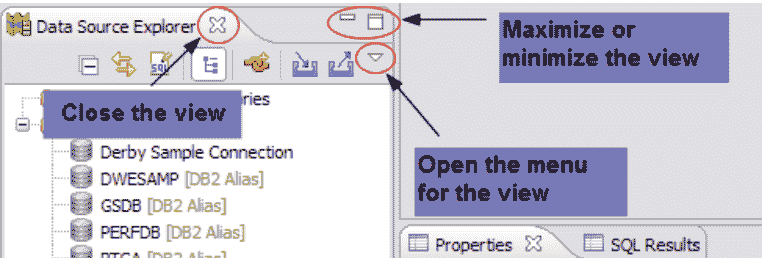 Data Source Explorer
Maximize or
minimize the view
SQL
Close the view
Open the menu
for the view
Derby Sample Connection
DWESAMP [DB2 Alias]
GSDB [DB2 Alias]
PERFDB [DB2 Alias]
Properties
SQL Results